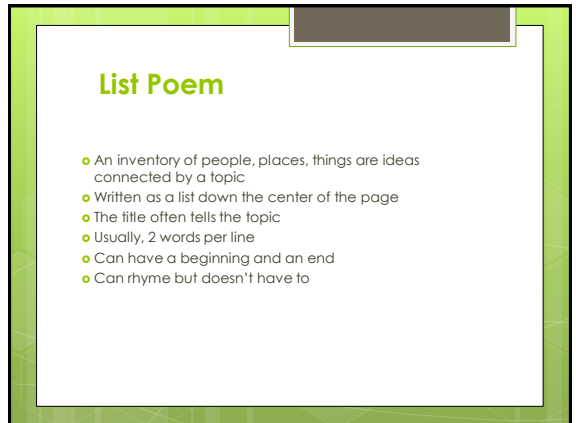 List Poem
An inventory of people, places, things are ideas
connected by a topic
Written as a list down the center of the page
The title often tells the topic
Usually, 2 words per line
Can have a beginning and an end
Can rhyme but doesn't have to